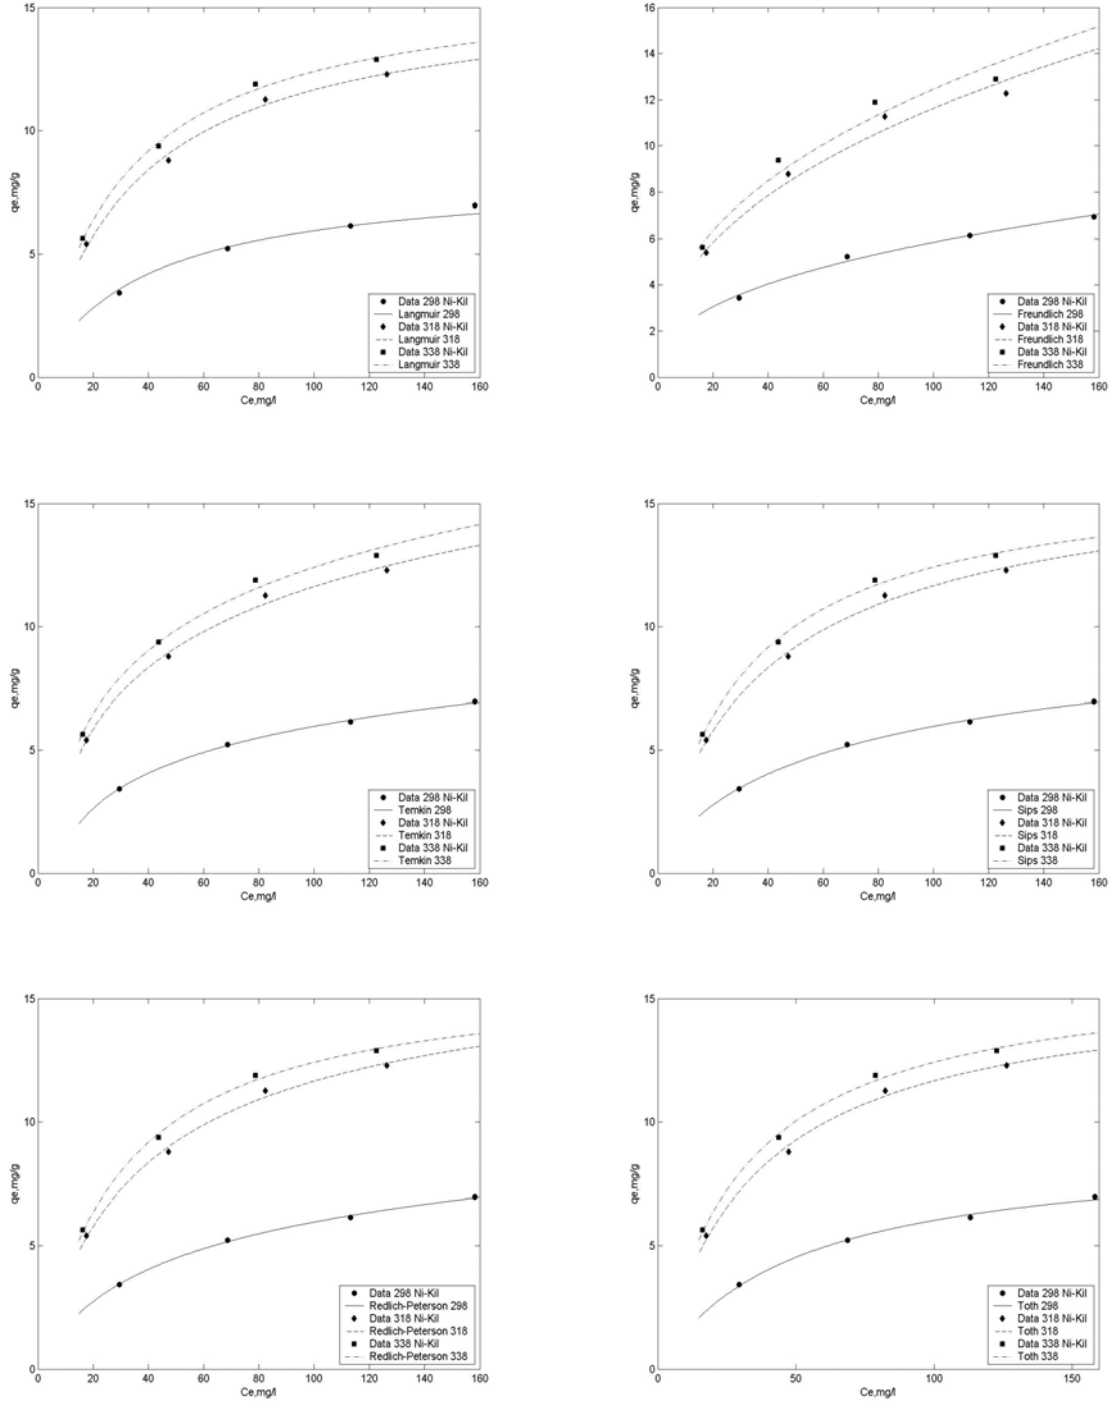 15
10
5
0
qe,mg/g
0 20 40 60 80 100 120 140 160
Ce,mg/l
Data 298 Ni-Kil
Langmuir 298
Data 318 Ni-Kil
Langmuir 318
Data 338 Ni-Kil
Langmuir 338
16
14
12
10
8
6
4
2
0
qe,mg/g
0 20 40 60 80 100 120 140 160
Ce,mg/l
Data 298 Ni-Kil
Freundlich 298
Data 318 Ni-Kil
Freundlich 318
Data 338 Ni-Kil
Freundlich 338
15
10
5
0
qe,mg/g
0 20 40 60 80 100 120 140 160
Ce,mg/l
Data 298 Ni-Kil
Temkin 298
Data 318 Ni-Kil
Temkin 318
Data 338 Ni-Kil
Temkin 338
15
10
5
0
qe,mg/g
0 20 40 60 80 100 120 140 160
Ce,mg/l
Data 298 Ni-Kil
Sips 298
Data 318 Ni-Kil
Sips 318
Data 338 Ni-Kil
Sips 338
15
10
5
0
qe,mg/g
0 20 40 60 80 100 120 140 160
Ce,mg/l
Data 298 Ni-Kil
Redlich-Peterson 298
Data 318 Ni-Kil
Redlich-Peterson 318
Data 338 Ni-Kil
Redlich-Peterson 338
15
10
5
0
qe,mg/g
50 100 150
Ce,mg/l
Data 298 Ni-Kil
Toth 298
Data 318 Ni-Kil
Toth 318
Data 338 Ni-Kil
Toth 338